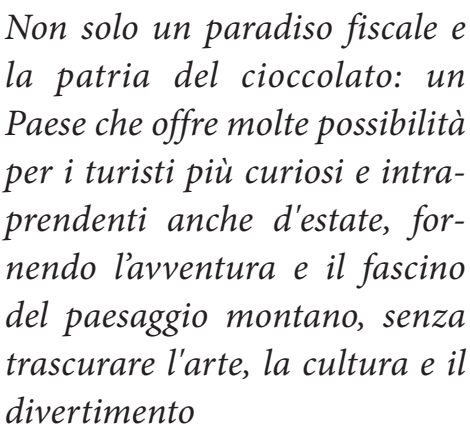 Non solo un paradiso fiscale e
la patria del cioccolato: un
Paese che offre molte possibilità
per i turisti più curiosi e intra-
prendenti anche d'estate, for-
nendo l’avventura e il fascino
del paesaggio montano, senza
trascurare l'arte, la cultura e il
divertimento